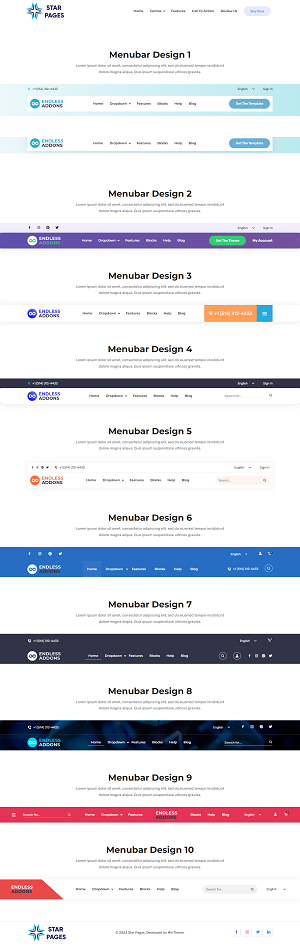 STAR
PAGES
Home Demos Features Call To Action Review Us Buy Now
Menubar Design 1
Lorem ipsum dolor sit amet, consectetur adipiscing elit, sed do eiusmod tempor incididunt
dolore magna aliqua. Quis ipsum suspendisse ultrices gravida.
+1 (514) 312-4433 English Sign In
ENDLESS
ADDONS
Home Dropdown Features Blocks Help Blog Get The Template
ENDLESS
ADDONS
Home Dropdown Features Blocks Help Blog Get The Template
Menubar Design 2
Lorem ipsum dolor sit amet, consectetur adipiscing elit, sed do eiusmod tempor incididunt
dolore magna aliqua. Quis ipsum suspendisse ultrices gravida.
English Sign In
ENDLESS
ADDONS
Home Dropdown Features Blocks Help Blog Get The Theme My Account
Menubar Design 3
Lorem ipsum dolor sit amet, consectetur adipiscing elit, sed do eiusmod tempor incididunt
dolore magna aliqua. Quis ipsum suspendisse ultrices gravida.
ENDLESS
ADDONS
Home Dropdown Features Blocks Help Blog +1 (514) 312-4433
Menubar Design 4
Lorem ipsum dolor sit amet, consectetur adipiscing elit, sed do eiusmod tempor incididunt
dolore magna aliqua. Quis ipsum suspendisse ultrices gravida.
+1 (514) 312-4433 English Sign In
ENDLESS
ADDONS
Home Dropdown Features Blocks Help Blog Search for...
Menubar Design 5
Lorem ipsum dolor sit amet, consectetur adipiscing elit, sed do eiusmod tempor incididunt
dolore magna aliqua. Quis ipsum suspendisse ultrices gravida.
+1 (514) 312-4433 English Sign In
ENDLESS
ADDONS
Home Dropdown Features Blocks Help Blog Search for...
Menubar Design 6
Lorem ipsum dolor sit amet, consectetur adipiscing elit, sed do eiusmod tempor incididunt
dolore magna aliqua. Quis ipsum suspendisse ultrices gravida.
English
ENDLESS
ADDONS
Home Dropdown Features Blocks Help Blog +1 (514) 312-4433
Menubar Design 7
Lorem ipsum dolor sit amet, consectetur adipiscing elit, sed do eiusmod tempor incididunt
dolore magna aliqua. Quis ipsum suspendisse ultrices gravida.
+1 (514) 312-4433 English
ENDLESS
ADDONS
Home Dropdown Features Blocks Help Blog
Menubar Design 8
Lorem ipsum dolor sit amet, consectetur adipiscing elit, sed do eiusmod tempor incididunt
dolore magna aliqua. Quis ipsum suspendisse ultrices gravida.
+1 (514) 312-4433
ENDLESS
ADDONS
Home Dropdown Features Blocks Help Blog Search for...
Menubar Design 9
Lorem ipsum dolor sit amet, consectetur adipiscing elit, sed do eiusmod tempor incididunt
dolore magna aliqua. Quis ipsum suspendisse ultrices gravida.
Search for... Home Dropdown Features ENDLESS
ADDONS
Blocks Help Blog English
Menubar Design 10
Lorem ipsum dolor sit amet, consectetur adipiscing elit, sed do eiusmod tempor incididunt
dolore magna aliqua. Quis ipsum suspendisse ultrices gravida.
ENDLESS
ADDONS
Home Dropdown Features Blocks Help Blog Search for... English
STAR
PAGES
© 2023 Star Pages. Developed by